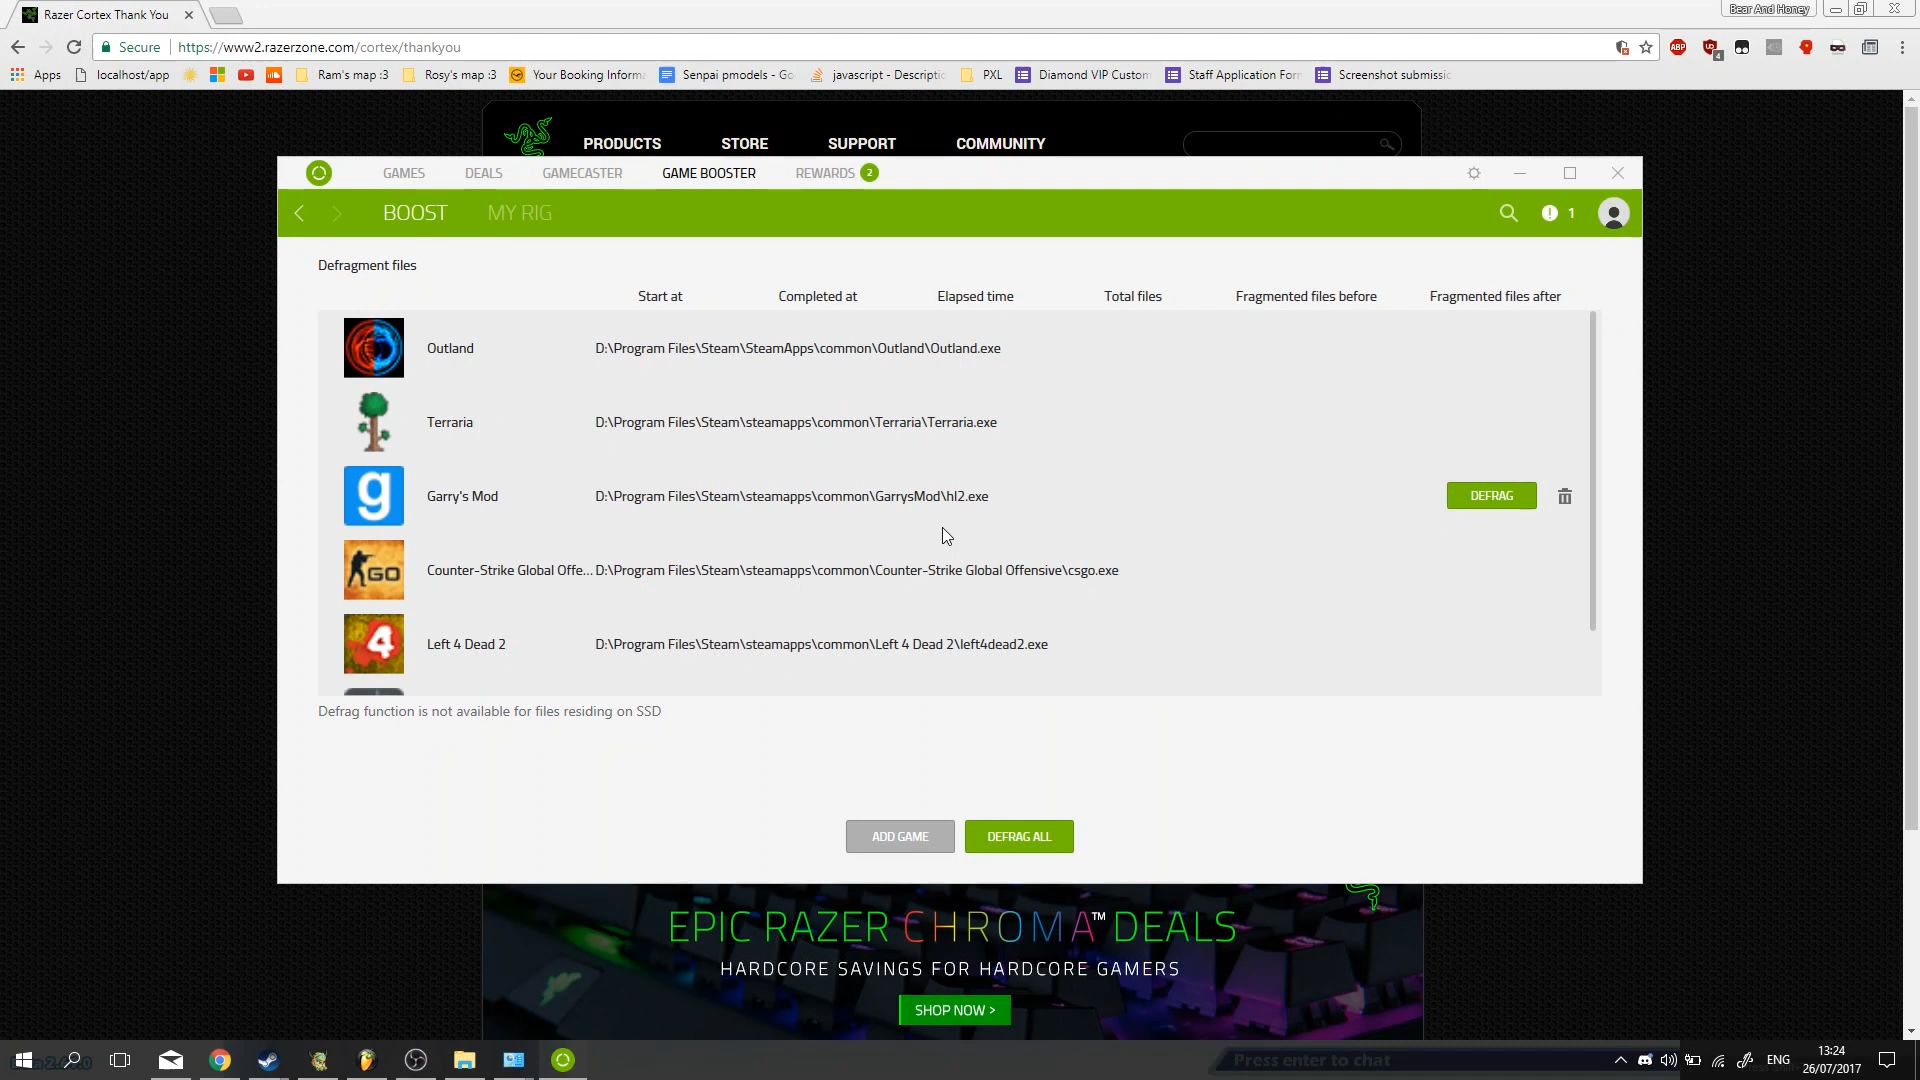 Razer Cortex Thank You
Bear And Honey
Secure
https://www2.razerzone.com/cortex/thankyou
ABP
4
Apps
localhost/app
Ram's map :3
Rosy's map :3
Your Booking Inform
Senpai pmodels - Go
javascript - Descripti
PXL
Diamond VIP Custom
Staff Application For
Screenshot submissic
PRODUCTS
STORE
SUPPORT
COMMUNITY
GAMES
DEALS
GAMECASTER
GAME BOOSTER
REWARDS 2
BOOST
MY RIG
1
Defragment files
Start at
Completed at
Elapsed time
Total files
Fragmented files before
Fragmented files after
Outland
D:\Program Files\Steam\SteamApps\common\Outland\Outland.exe
Terraria
D:\Program Files\Steam\steamapps\common\Terraria\Terraria.exe
g
Garry's Mod
D:\Program Files\Steam\steamapps\common\GarrysMod\hl2.exe
DEFRAG
GO
Counter-Strike Global Offe...
D:\Program Files\Steam\steamapps\common\Counter-Strike Global Offensive\csgo.exe
4
Left 4 Dead 2
D:\Program Files\Steam\steamapps\common\Left 4 Dead 2\left4dead2.exe
Defrag function is not available for files residing on SSD
ADD GAME
DEFRAG ALL
EPIC RAZER CHROMA™ DEALS
HARDCORE SAVINGS FOR HARDCORE GAMERS
SHOP NOW >
Press enter to chat
ENG
13:24
26/07/2017